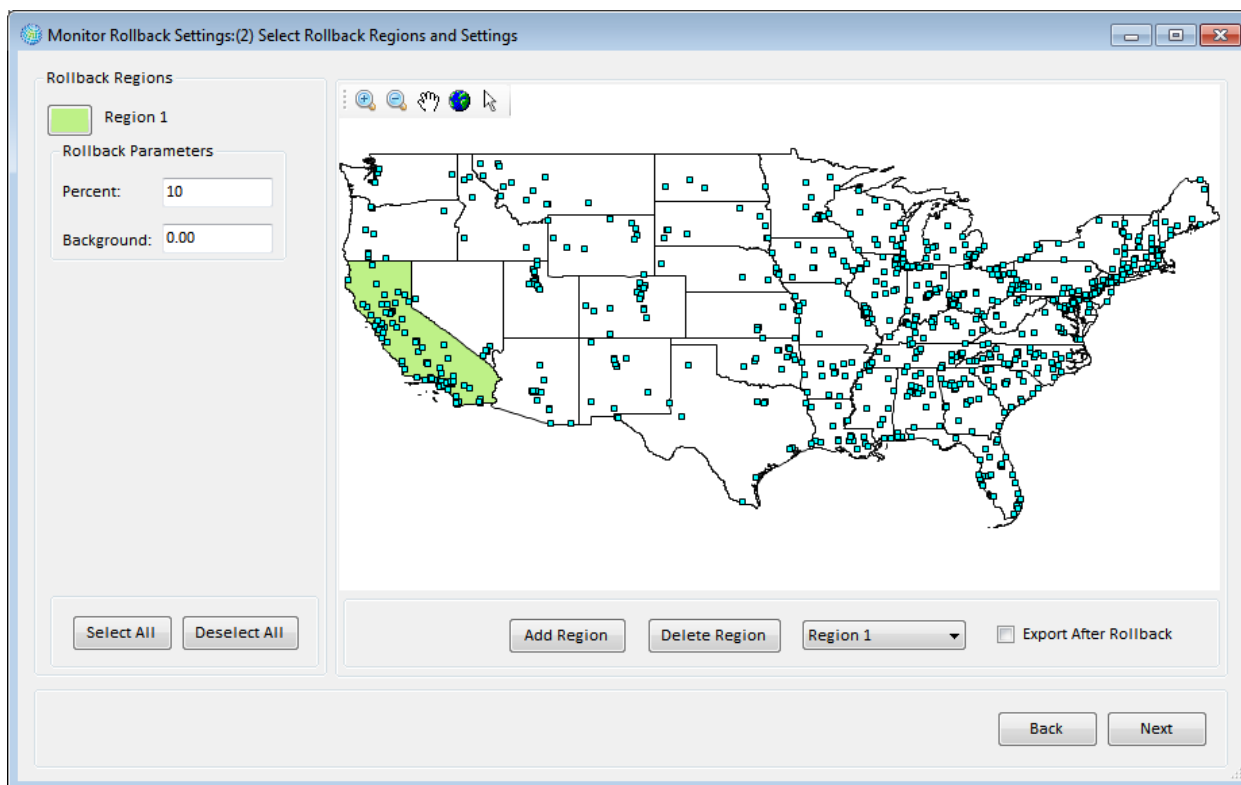 Monitor Rollback Settings:(2) Select Rollback Regions and Settings
Rollback Regions
Region 1
Rollback Parameters
Percent: 10
Background: 0.00
Select All Deselect All
Add Region Delete Region Region 1 Export After Rollback
Back Next